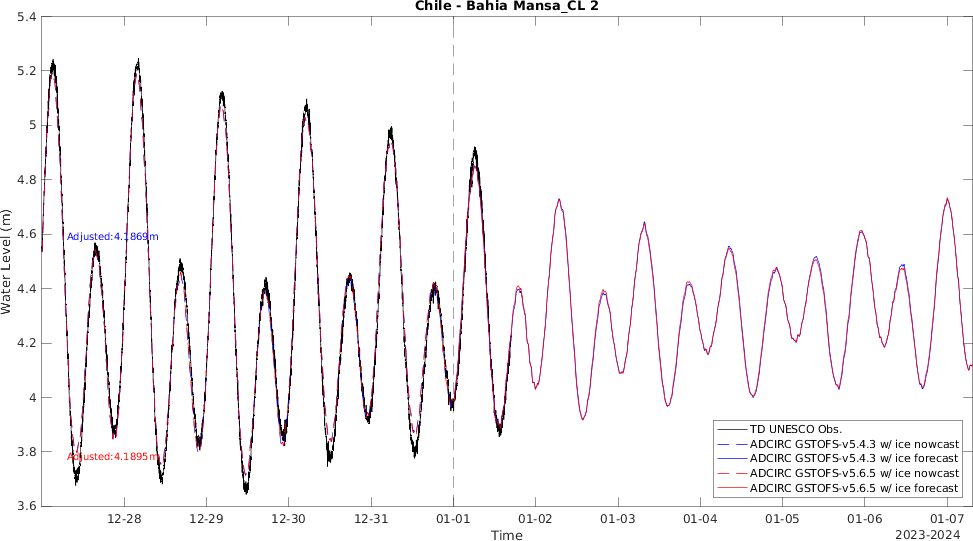 Chile - Bahia Mansa_CL 2
5.4
5.2
5
4.8
4.6
4.4
4.2
4
3.8
3.6
Water Level (m)
Adjusted:4.1869m
Adjusted:4.1895m
TD UNESCO Obs.
ADCIRC GSTOFS-v5.4.3 w/ ice nowcast
ADCIRC GSTOFS-v5.4.3 w/ ice forecast
ADCIRC GSTOFS-v5.6.5 w/ ice nowcast
ADCIRC GSTOFS-v5.6.5 w/ ice forecast
12-28 12-29 12-30 12-31 01-01 01-02 01-03 01-04 01-05 01-06 01-07
Time
2023-2024